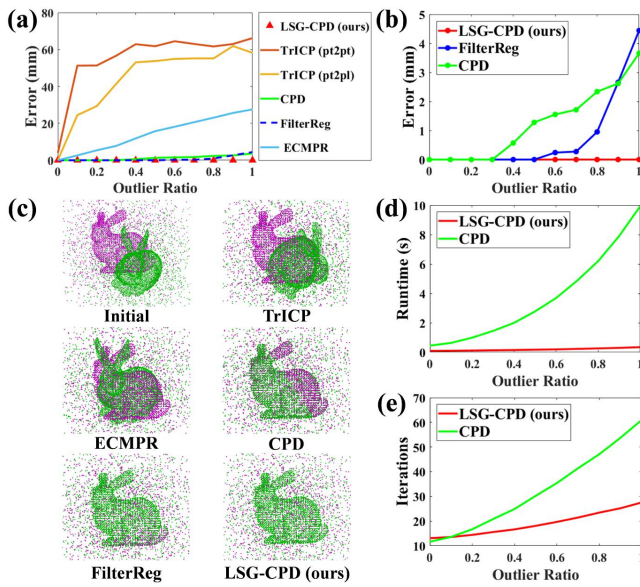 (a)
Error (mm)
80
60
40
20
0
0 0.2 0.4 0.6 0.8 1
Outlier Ratio
LSG-CPD (ours)
TrICP (pt2pt)
TrICP (pt2pl)
CPD
FilterReg
ECMPR
(b)
Error (mm)
5
4
3
2
1
0
0 0.2 0.4 0.6 0.8 1
Outlier Ratio
LSG-CPD (ours)
FilterReg
CPD
(c)
Initial
TrICP
ECMPR
CPD
FilterReg
LSG-CPD (ours)
(d)
Runtime (s)
10
8
6
4
2
0
0 0.2 0.4 0.6 0.8 1
Outlier Ratio
LSG-CPD (ours)
CPD
(e)
Iterations
70
60
50
40
30
20
10
0 0.2 0.4 0.6 0.8 1
Outlier Ratio
LSG-CPD (ours)
CPD